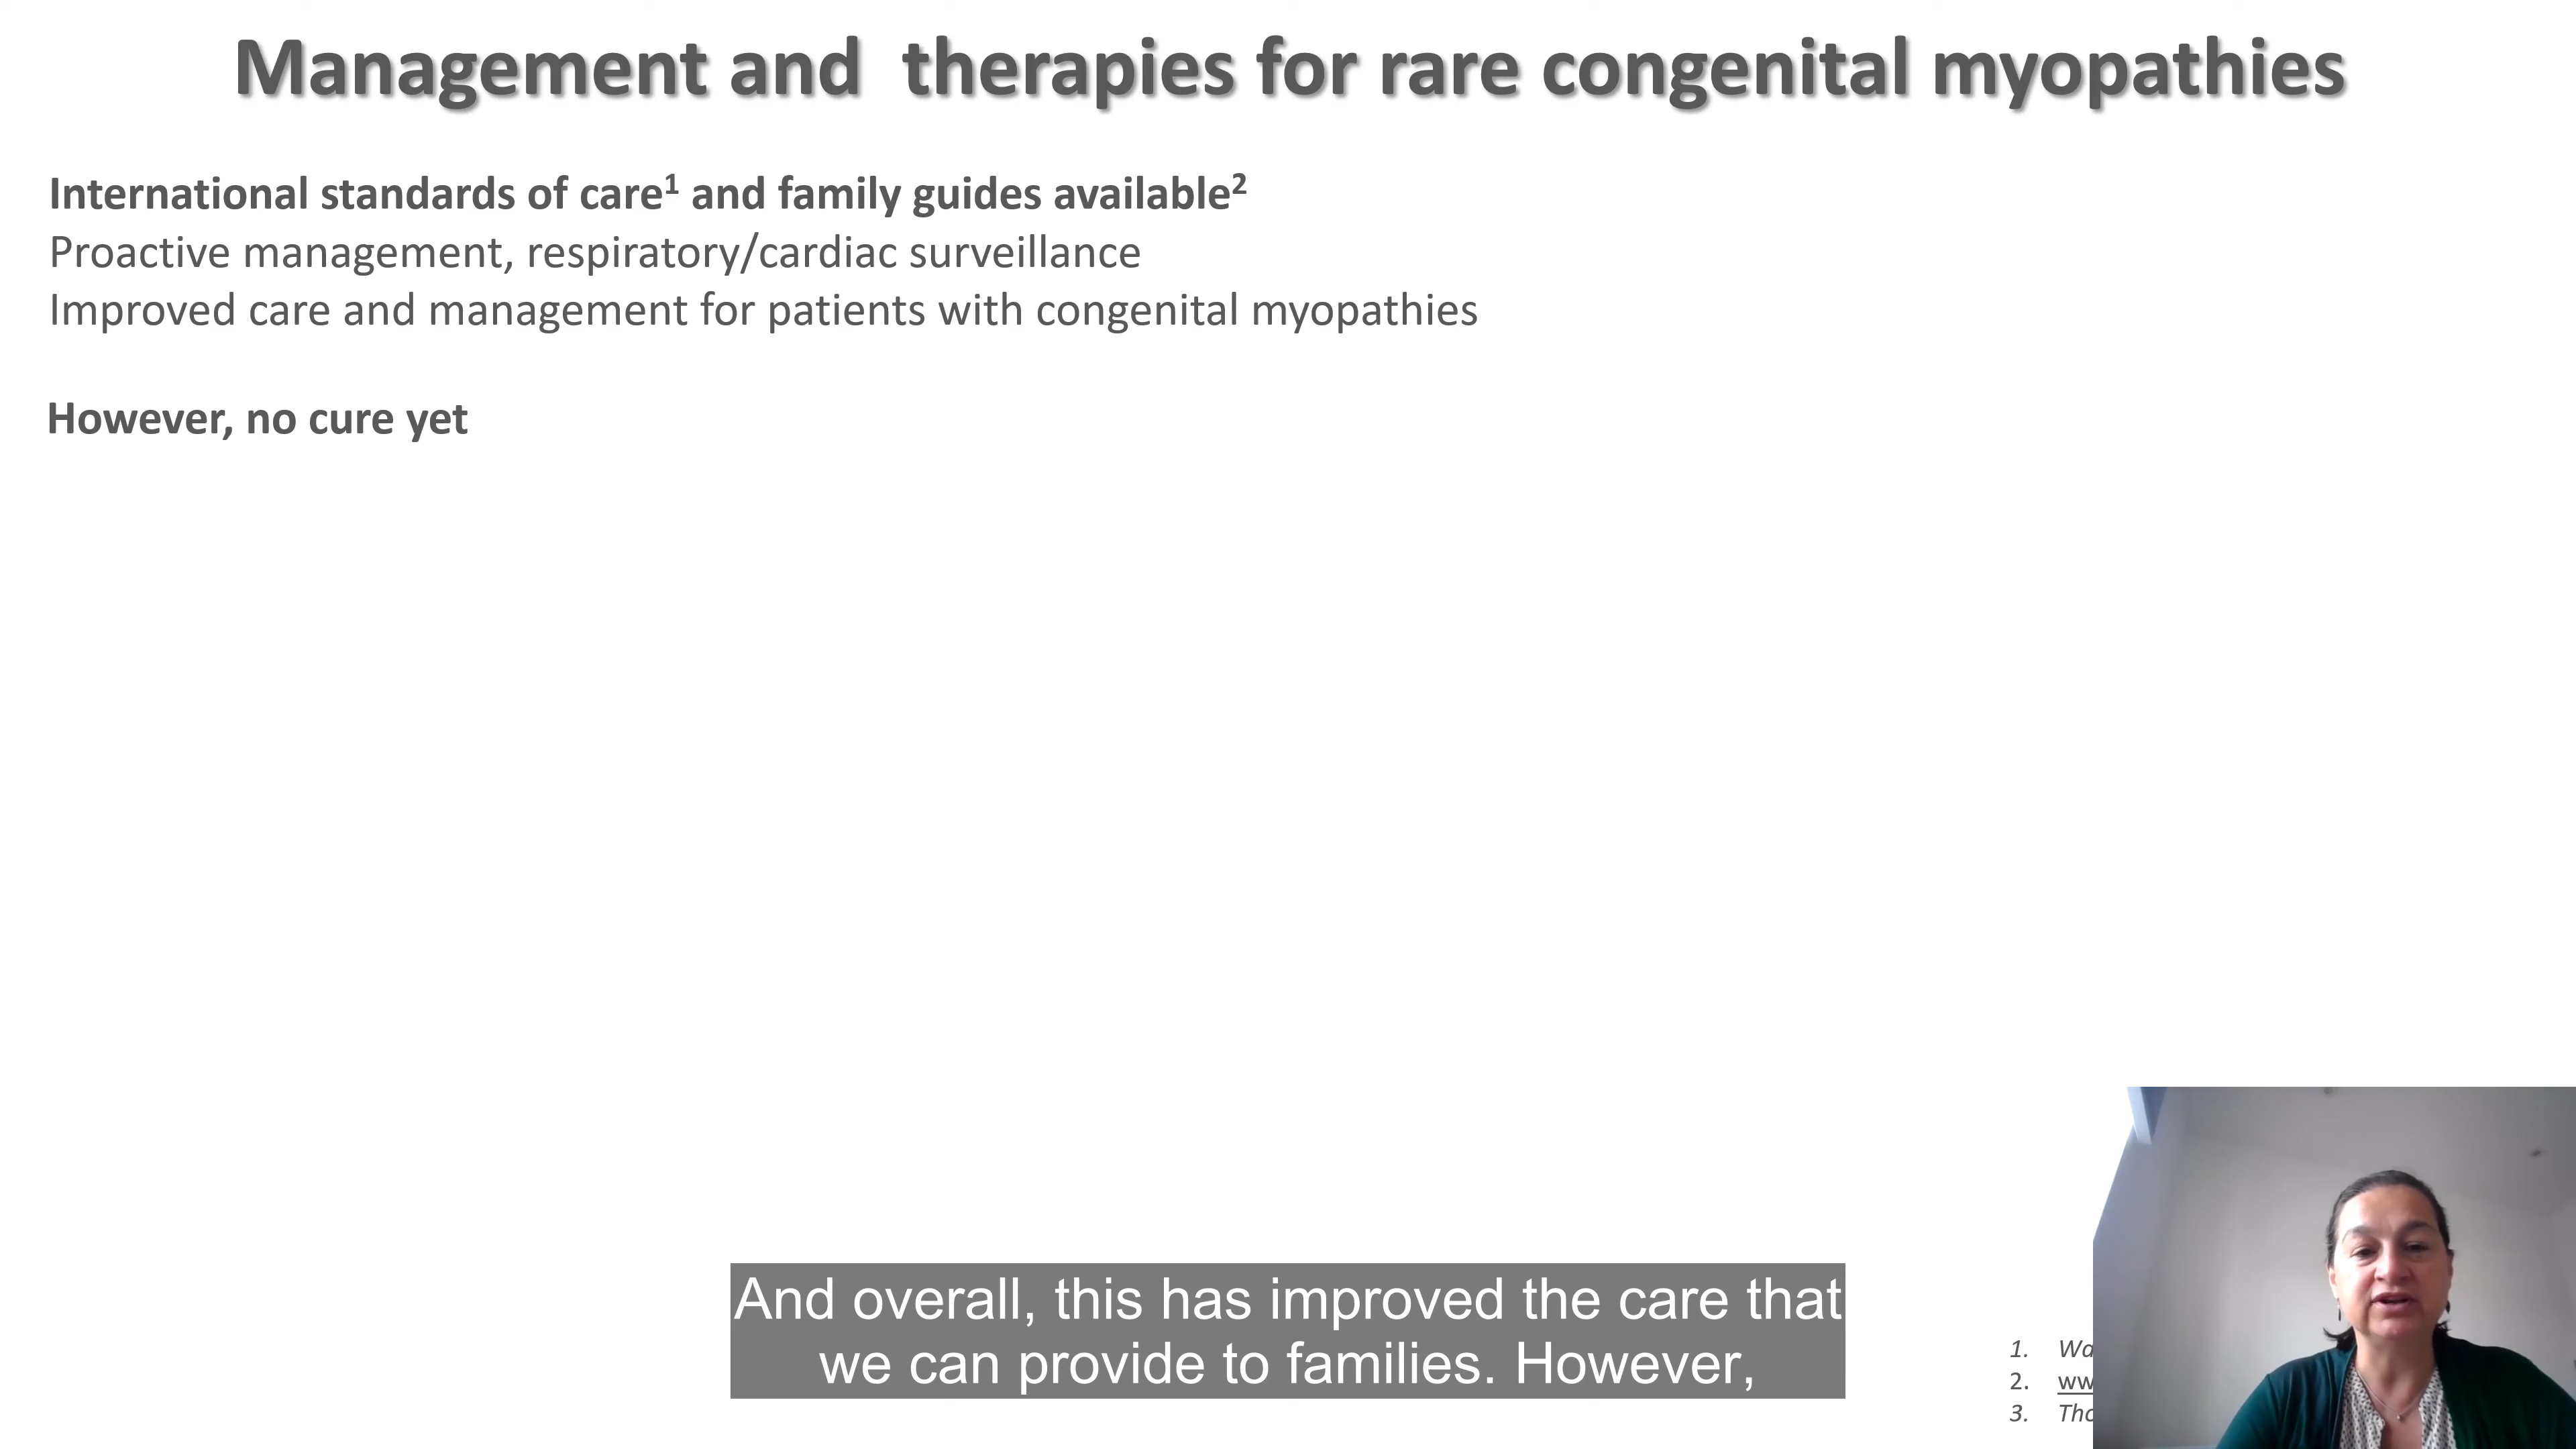 Management and therapies for rare congenital myopathies
International standards of care¹ and family guides available²
Proactive management, respiratory/cardiac surveillance
Improved care and management for patients with congenital myopathies
However, no cure yet
And overall, this has improved the care that
we can provide to families. However,
1.
2.
3.